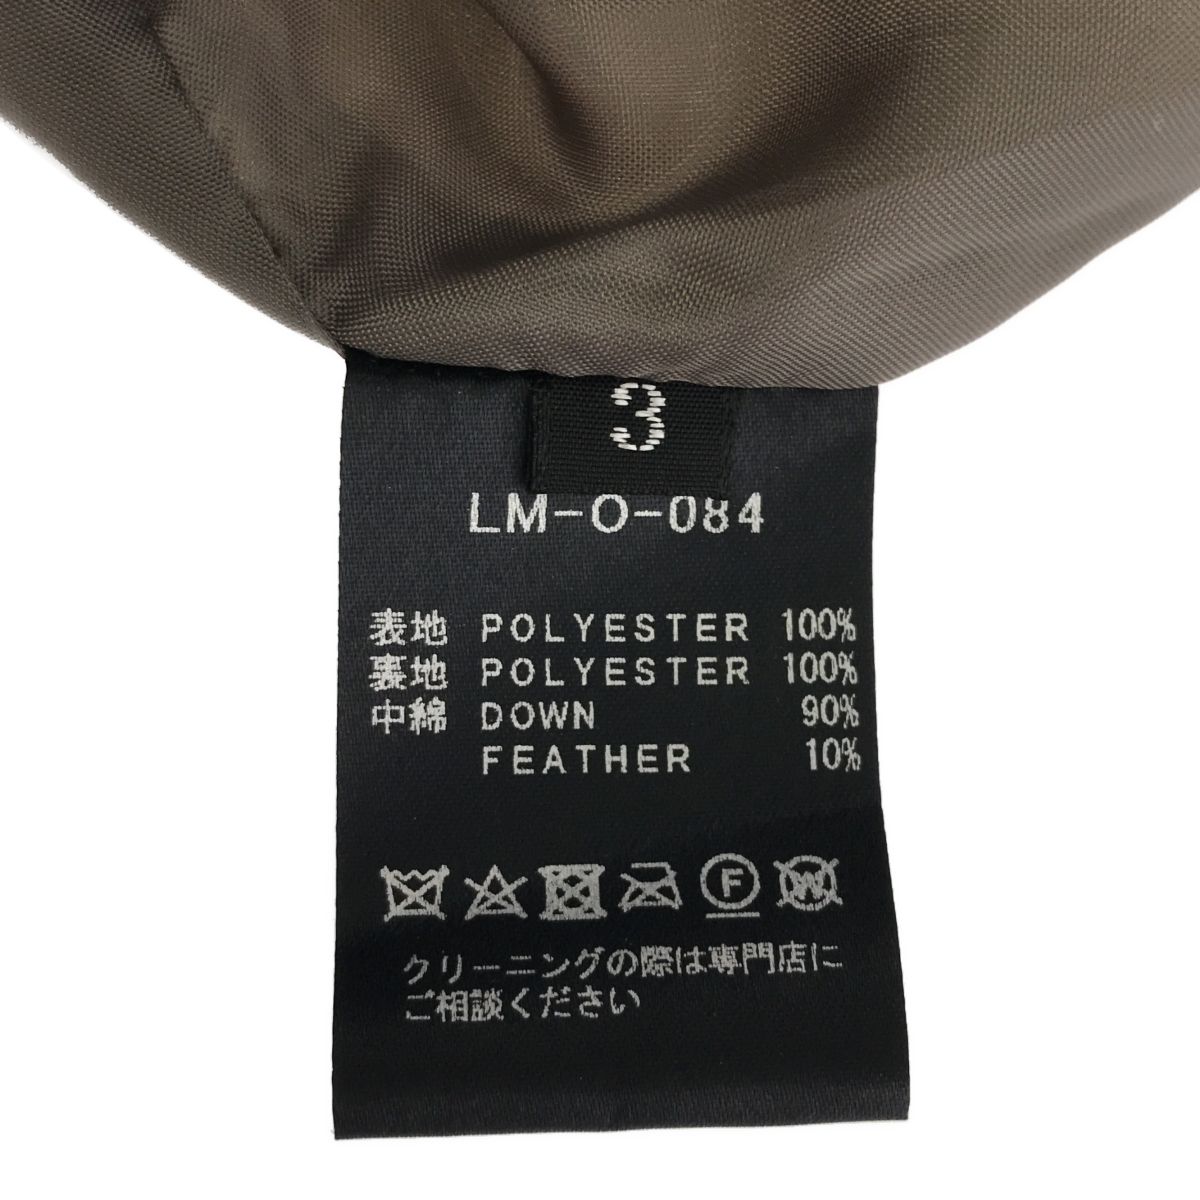 3
LM-O-084
表地 POLYESTER 100%
裏地 POLYESTER 100%
中綿 DOWN 90%
FEATHER 10%
F W
クリーニングの際は専門店に
ご相談ください